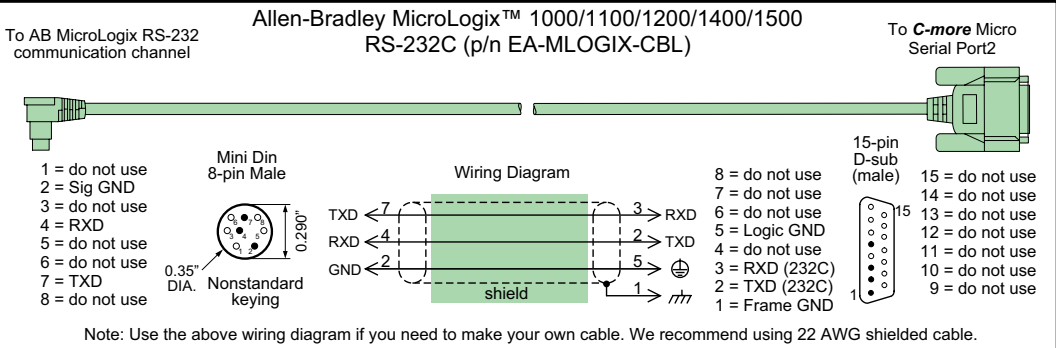 Allen-Bradley MicroLogix™ 1000/1100/1200/1400/1500
RS-232C (p/n EA-MLOGIX-CBL)
To AB MicroLogix RS-232
communication channel
To C-more Micro
Serial Port2
1 = do not use
2 = Sig GND
3 = do not use
4 = RXD
5 = do not use
6 = do not use
7 = TXD
8 = do not use
Mini Din
8-pin Male
6 7 8
3 4 5
1 2
0.290"
0.35"
DIA.
Nonstandard
keying
Wiring Diagram
TXD 7 3 RXD
RXD 4 2 TXD
GND 2 5
1
shield
8 = do not use
7 = do not use
6 = do not use
5 = Logic GND
4 = do not use
3 = RXD (232C)
2 = TXD (232C)
1 = Frame GND
15-pin
D-sub
(male)
15
1
15 = do not use
14 = do not use
13 = do not use
12 = do not use
11 = do not use
10 = do not use
9 = do not use
Note: Use the above wiring diagram if you need to make your own cable. We recommend using 22 AWG shielded cable.